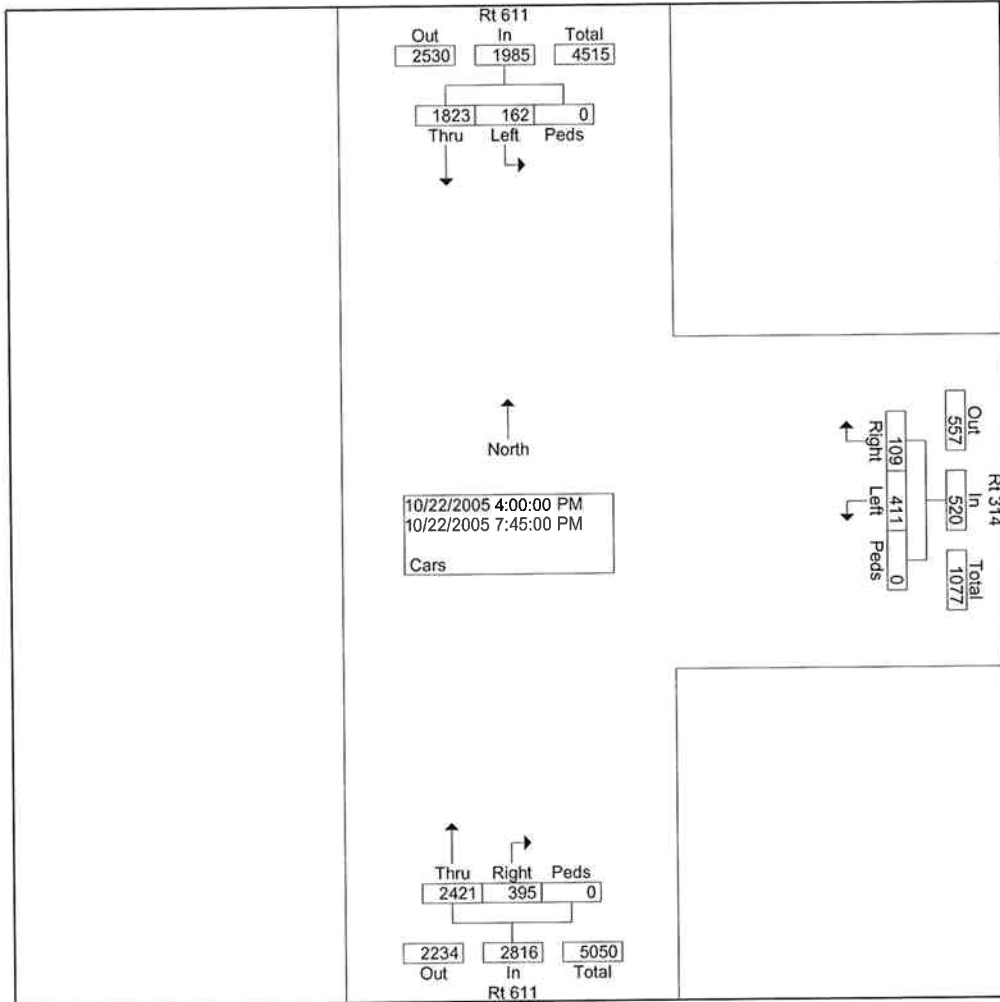 Rt 611
Out In Total
2530 1985 4515
1823 162 0
Thru Left Peds
North
10/22/2005 4:00:00 PM
10/22/2005 7:45:00 PM
Cars
Rt 314
Out In Total
557 520 1077
109 411 0
Right Left Peds
Thru Right Peds
2421 395 0
2234 2816 5050
Out In Total
Rt 611